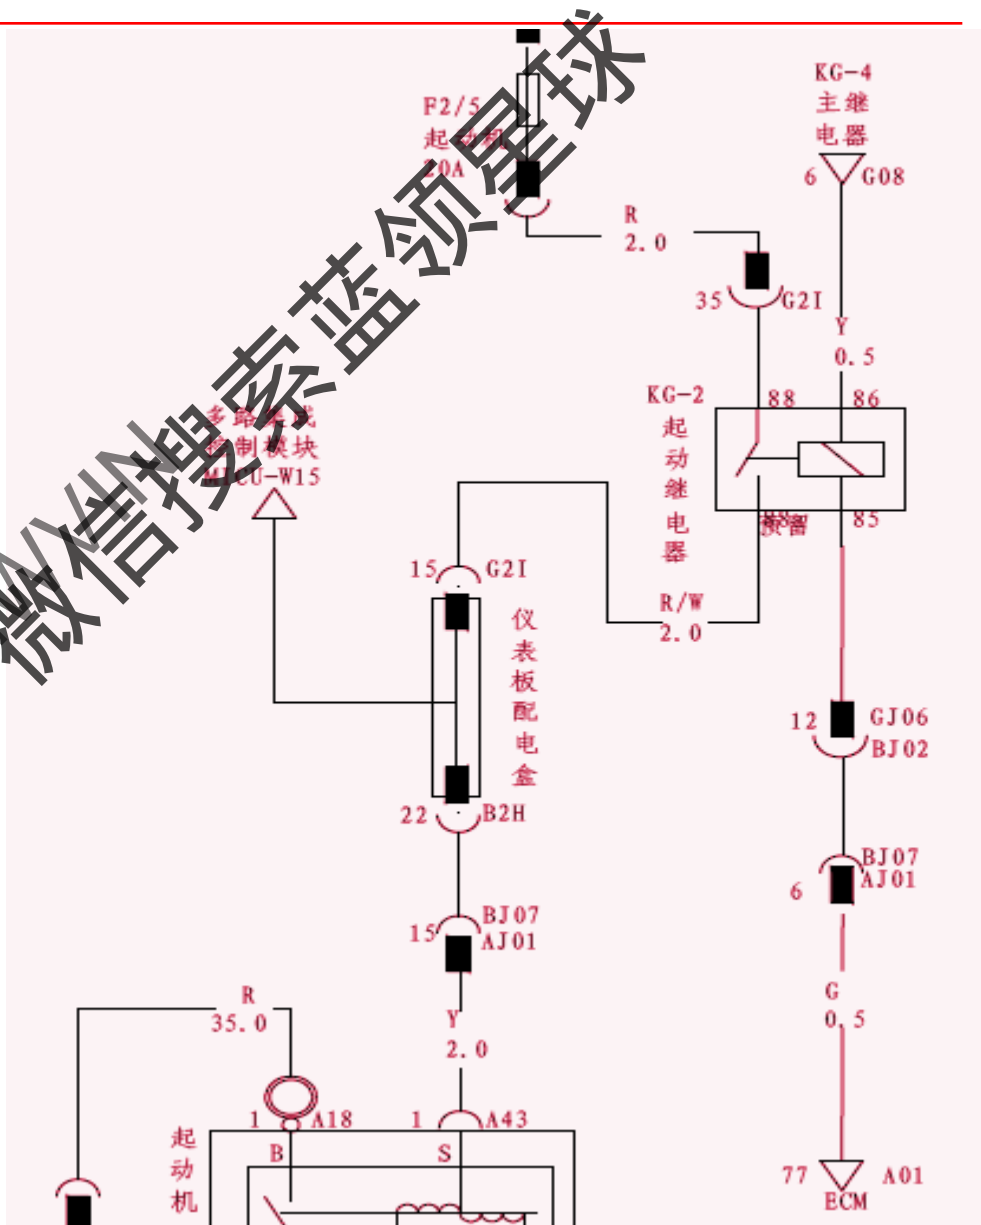 KG-4
主继
电器
6 G08
F2/5
起动机
20A
R
2.0
35 G2I
Y
0.5
KG-2
起动继电器
88 86
多路集成
控制模块
MICU-W15
预留
85
15 G2I
R/W
2.0
仪表板配电盒
12 GJ06
BJ02
22 B2H
BJ07
6 AJ01
BJ07
15 AJ01
R
35.0
Y
2.0
G
0.5
1 A18
1 A43
起动机
B
S
77 A01
ECM
微信搜索蓝领星球